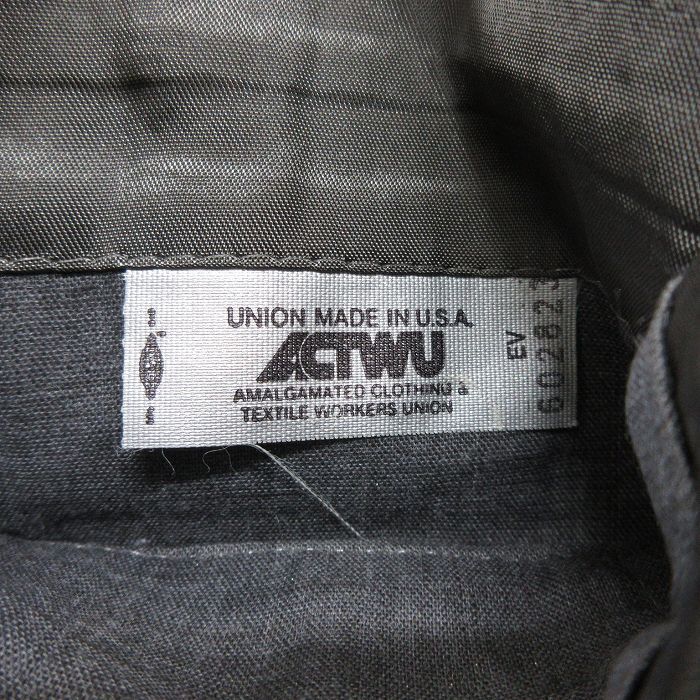 UNION MADE IN U.S.A.
ACTWU
AMALGAMATED CLOTHING &
TEXTILE WORKERS UNION
EV
602823